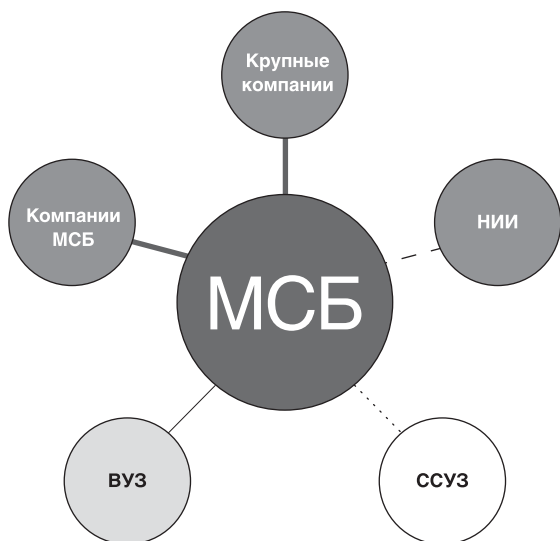 Крупные
компании
Компании
МСБ
НИИ
МСБ
ВУЗ
ССУЗ